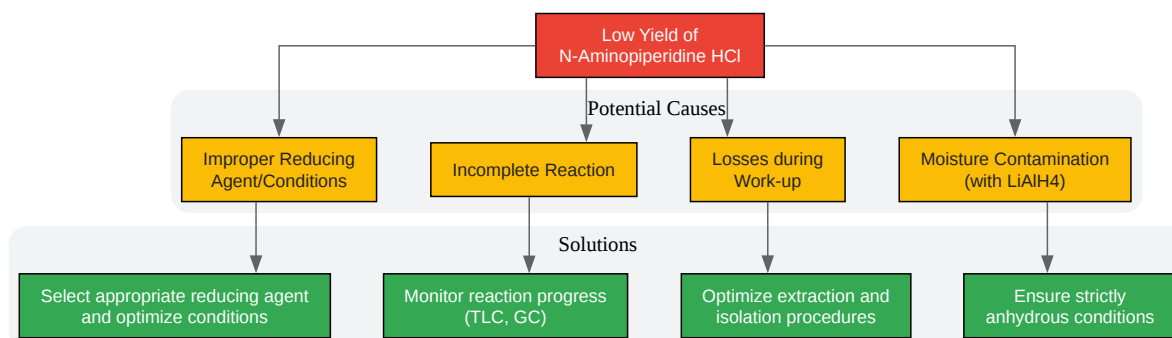 Low Yield of
N-Aminopiperidine HCl
Potential Causes
Improper Reducing
Agent/Conditions
Incomplete Reaction
Losses during
Work-up
Moisture Contamination
(with LiAlH4)
Solutions
Select appropriate reducing agent
and optimize conditions
Monitor reaction progress
(TLC, GC)
Optimize extraction and
isolation procedures
Ensure strictly
anhydrous conditions